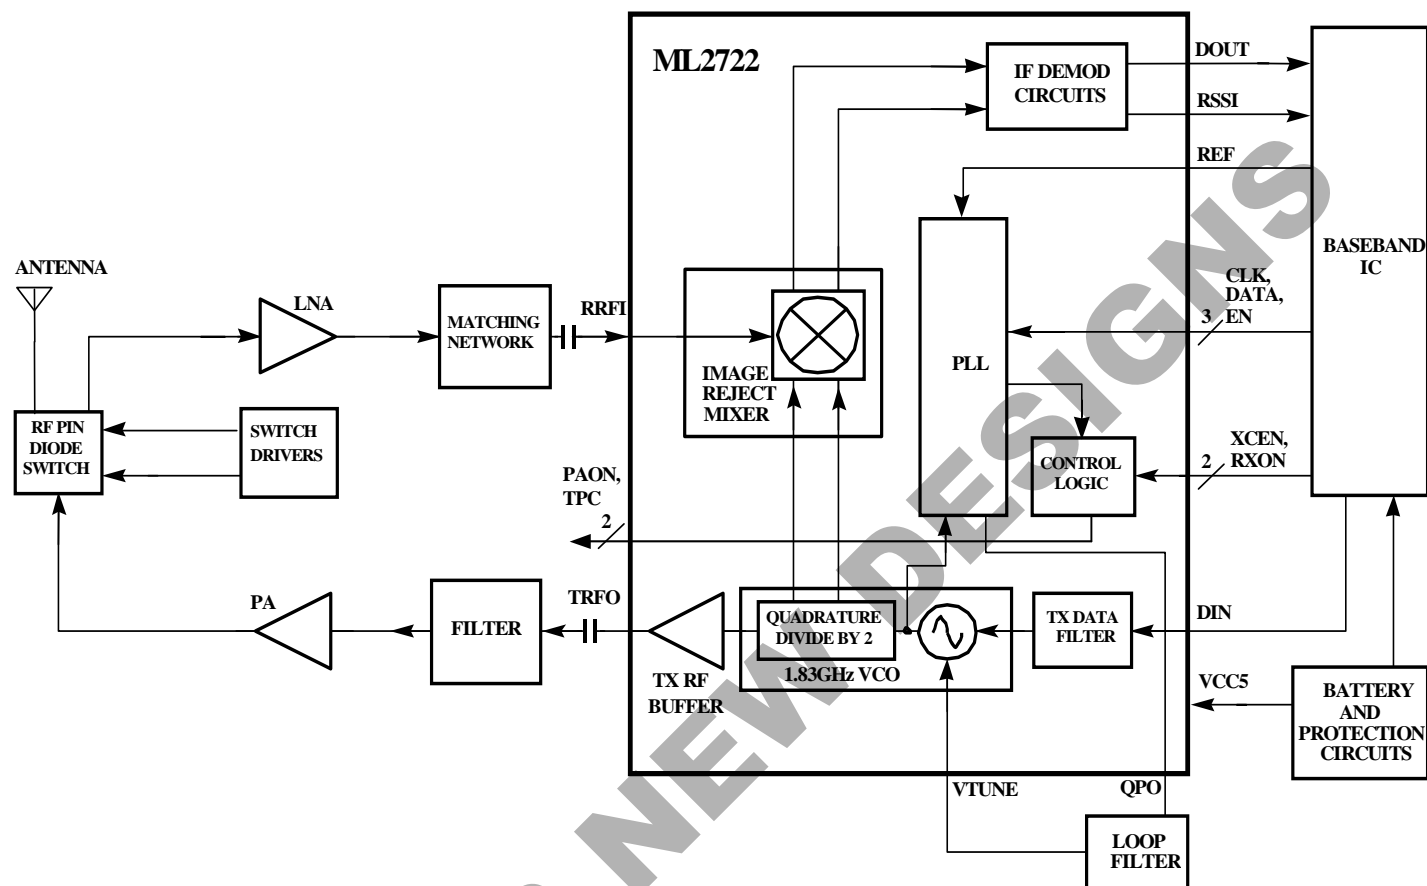 ML2722
IF DEMOD
CIRCUITS
DOUT
RSSI
REF
BASEBAND
IC
ANTENNA
LNA
MATCHING
NETWORK
RRFI
IMAGE
REJECT
MIXER
PLL
CLK,
DATA,
3 EN
RF PIN
DIODE
SWITCH
SWITCH
DRIVERS
PAON,
TPC
2
CONTROL
LOGIC
XCEN,
2 RXON
PA
FILTER
TRFO
TX RF
BUFFER
QUADRATURE
DIVIDE BY 2
1.83GHz VCO
TX DATA
FILTER
DIN
VCC5
BATTERY
AND
PROTECTION
CIRCUITS
VTUNE
QPO
LOOP
FILTER
NEW DESIGNS